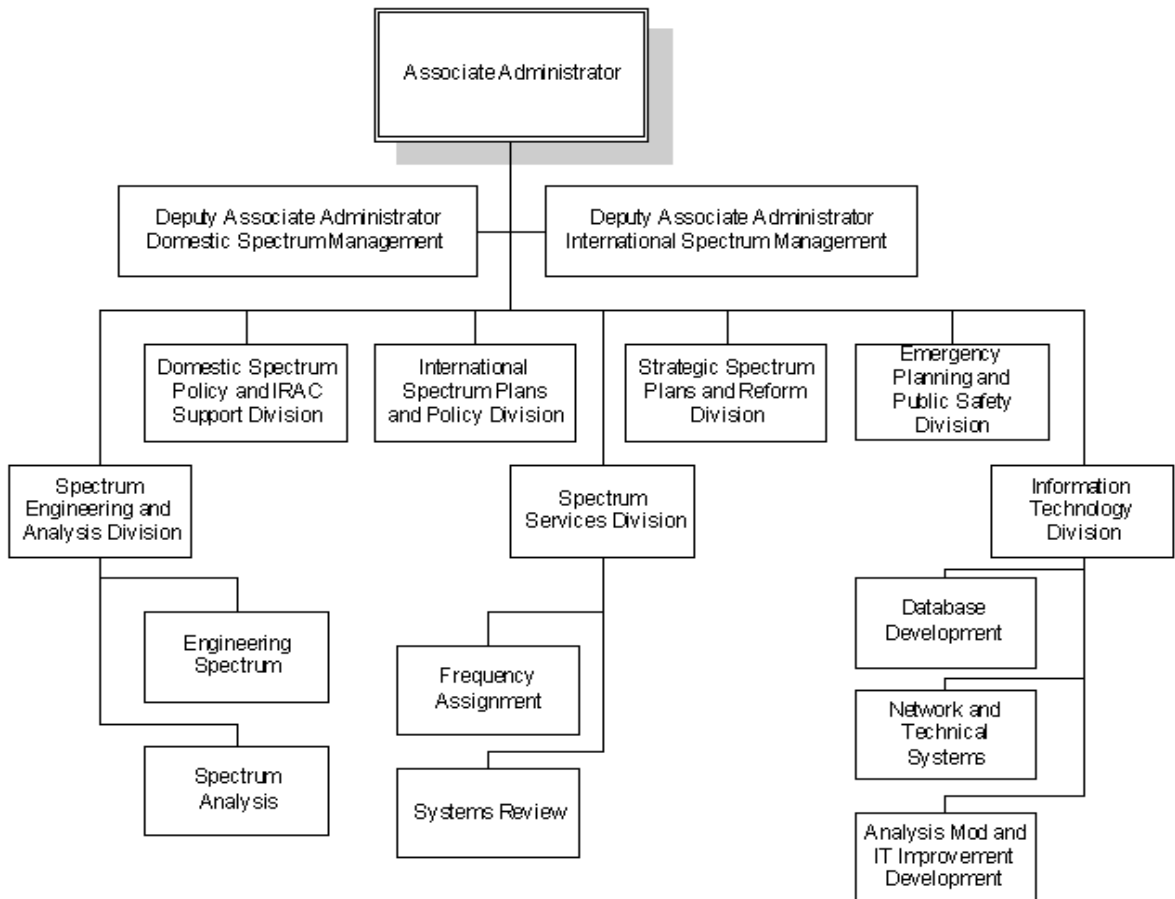 Associate Administrator
Deputy Associate Administrator
Domestic Spectrum Management
Deputy Associate Administrator
International Spectrum Management
Domestic Spectrum
Policy and IRAC
Support Division
International
Spectrum Plans
and Policy Division
Strategic Spectrum
Plans and Reform
Division
Emergency
Planning and
Public Safety
Division
Spectrum
Engineering and
Analysis Division
Spectrum
Services Division
Information
Technology
Division
Engineering
Spectrum
Spectrum
Analysis
Frequency
Assignment
Systems Review
Database
Development
Network and
Technical
Systems
Analysis Mod and
IT Improvement
Development